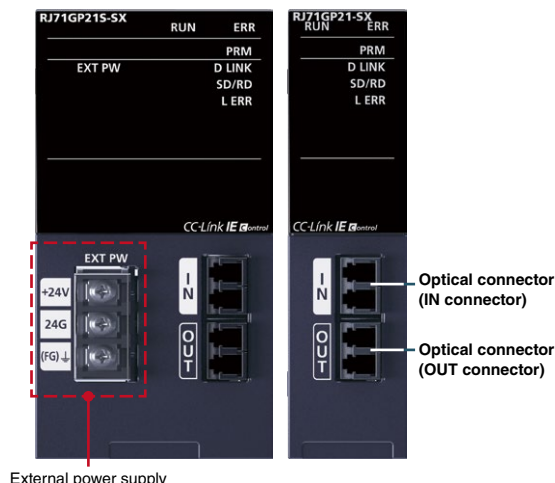 RJ71GP21S-SX
RUN ERR
PRM
EXT PW D LINK
SD/RD
L ERR
CC-Link IE Control
EXT PW
+24V
24G
(FG)
IN
OUT
RJ71GP21-SX
RUN ERR
PRM
D LINK
SD/RD
L ERR
CC-Link IE Control
IN
OUT
Optical connector
(IN connector)
Optical connector
(OUT connector)
External power supply